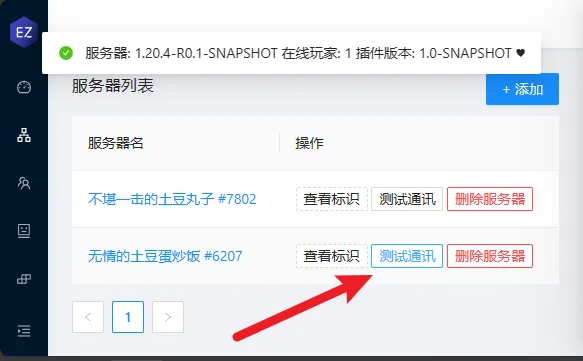 EZ
服务器: 1.20.4-R0.1-SNAPSHOT 在线玩家: 1 插件版本: 1.0-SNAPSHOT ♥
服务器列表
+ 添加
服务器名 操作
不堪一击的土豆丸子 #7802 查看标识 测试通讯 删除服务器
无情的土豆蛋炒饭 #6207 查看标识 测试通讯 删除服务器
< 1 >